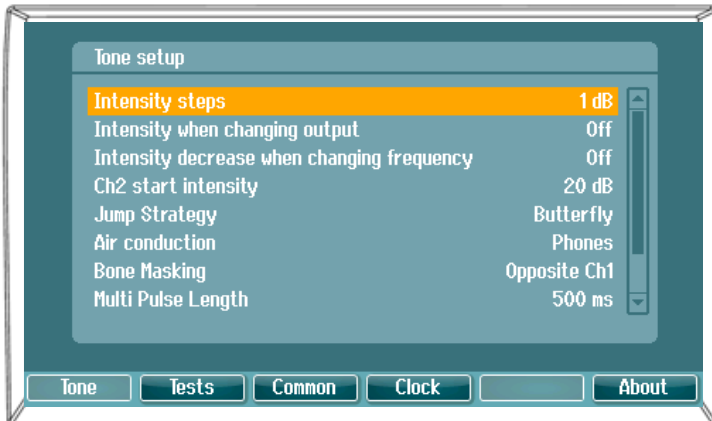 Tone setup
Intensity steps 1 dB
Intensity when changing output Off
Intensity decrease when changing frequency Off
Ch2 start intensity 20 dB
Jump Strategy Butterfly
Air conduction Phones
Bone Masking Opposite Ch1
Multi Pulse Length 500 ms
Tone Tests Common Clock About